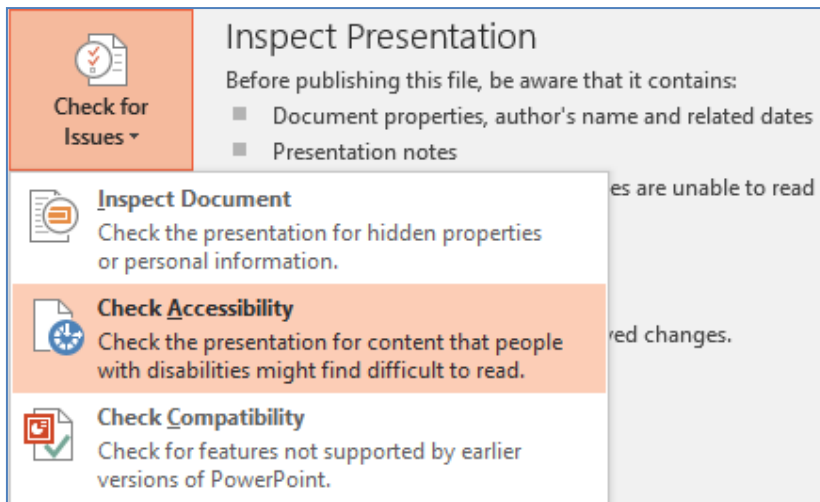 Inspect Presentation
Before publishing this file, be aware that it contains:
Document properties, author's name and related dates
Presentation notes
es are unable to read
ved changes.
Check for
Issues
Inspect Document
Check the presentation for hidden properties
or personal information.
Check Accessibility
Check the presentation for content that people
with disabilities might find difficult to read.
Check Compatibility
Check for features not supported by earlier
versions of PowerPoint.